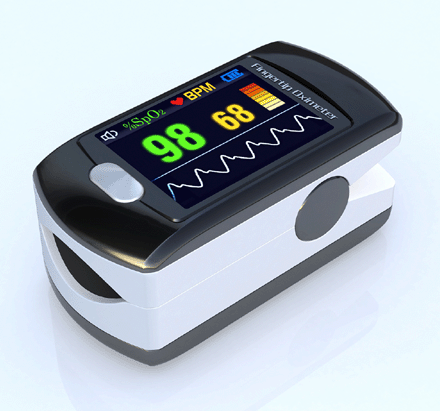 %SpO₂ BPM
98 68
Fingertip Oximeter